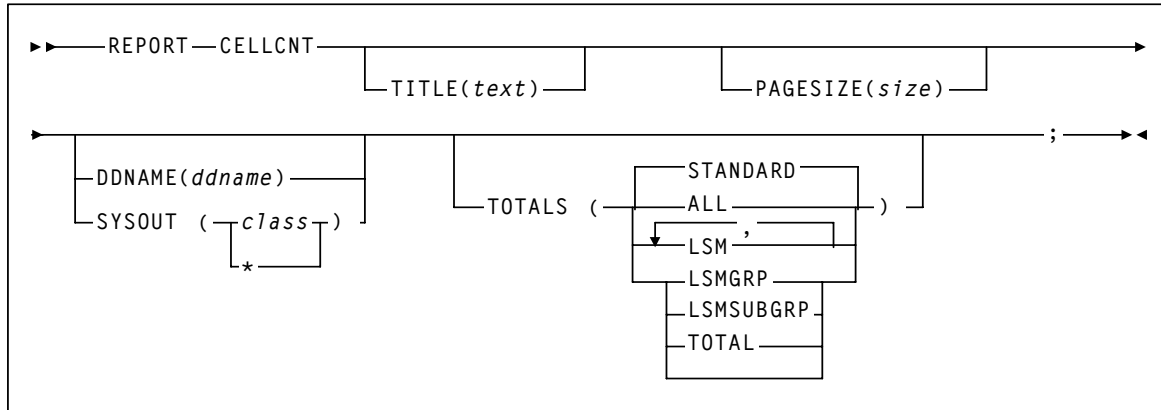 REPORT CELLCNT
TITLE(text) PAGESIZE(size)
;
DDNAME(ddname) STANDARD
SYSOUT (class) TOTALS (ALL)
,
* LSM
LSMGRP
LSMSUBGRP
TOTAL